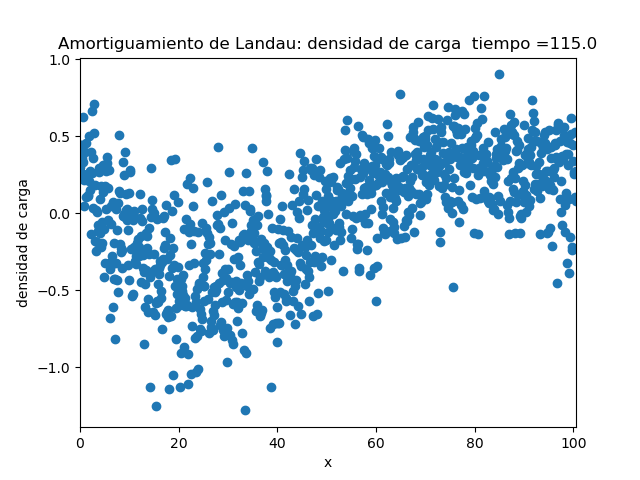 Amortiguamiento de Landau: densidad de carga  tiempo =115.0
1.0
0.5
0.0
−0.5
−1.0
densidad de carga
0 20 40 60 80 100
x